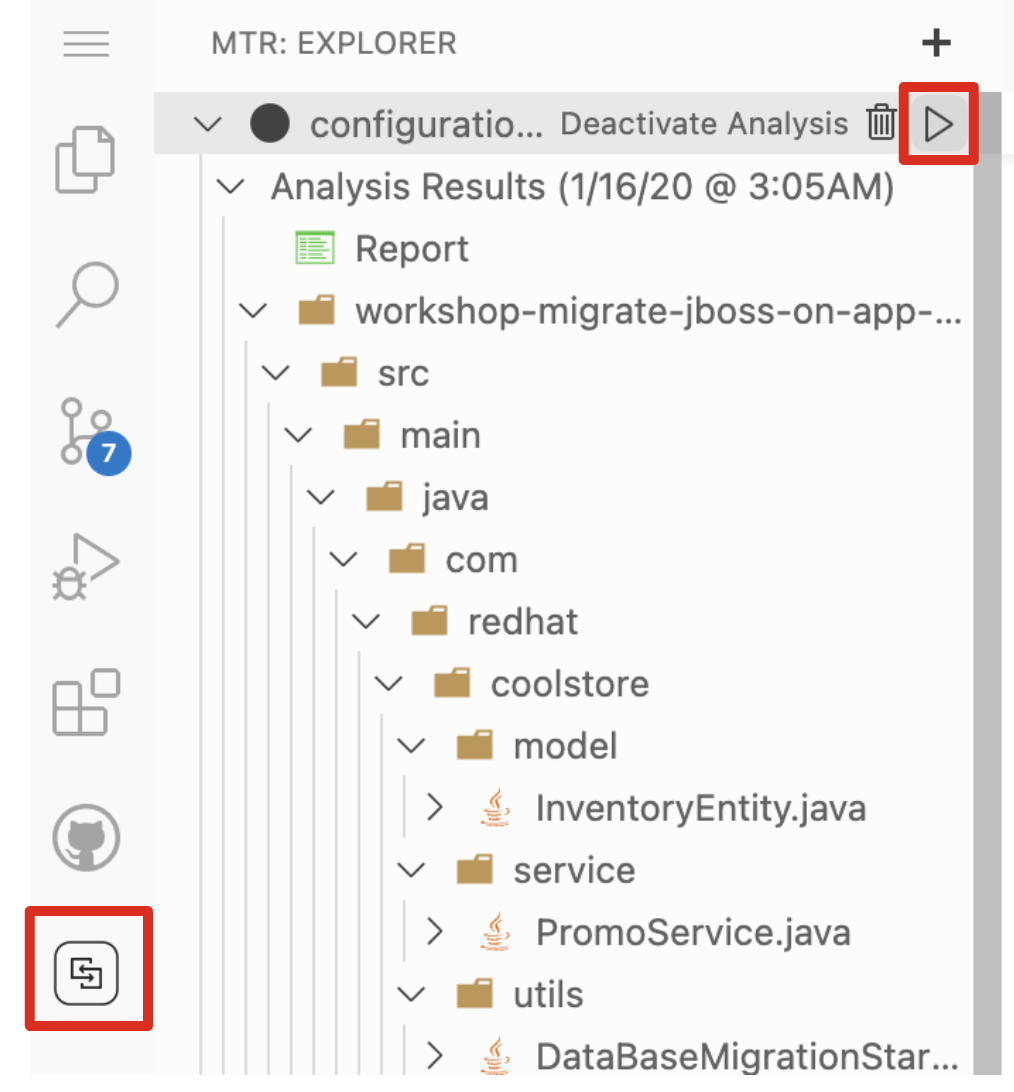 MTR: EXPLORER
configuratio... Deactivate Analysis
Analysis Results (1/16/20 @ 3:05AM)
Report
workshop-migrate-jboss-on-app-...
src
main
7
java
com
redhat
coolstore
model
InventoryEntity.java
service
PromoService.java
utils
DataBaseMigrationStar...